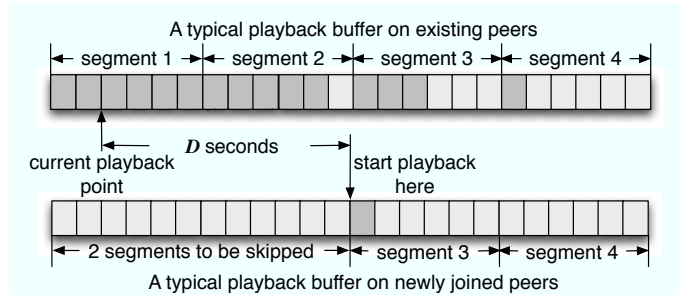 A typical playback buffer on existing peers
segment 1 segment 2 segment 3 segment 4
D seconds
current playback
point
start playback
here
2 segments to be skipped segment 3 segment 4
A typical playback buffer on newly joined peers